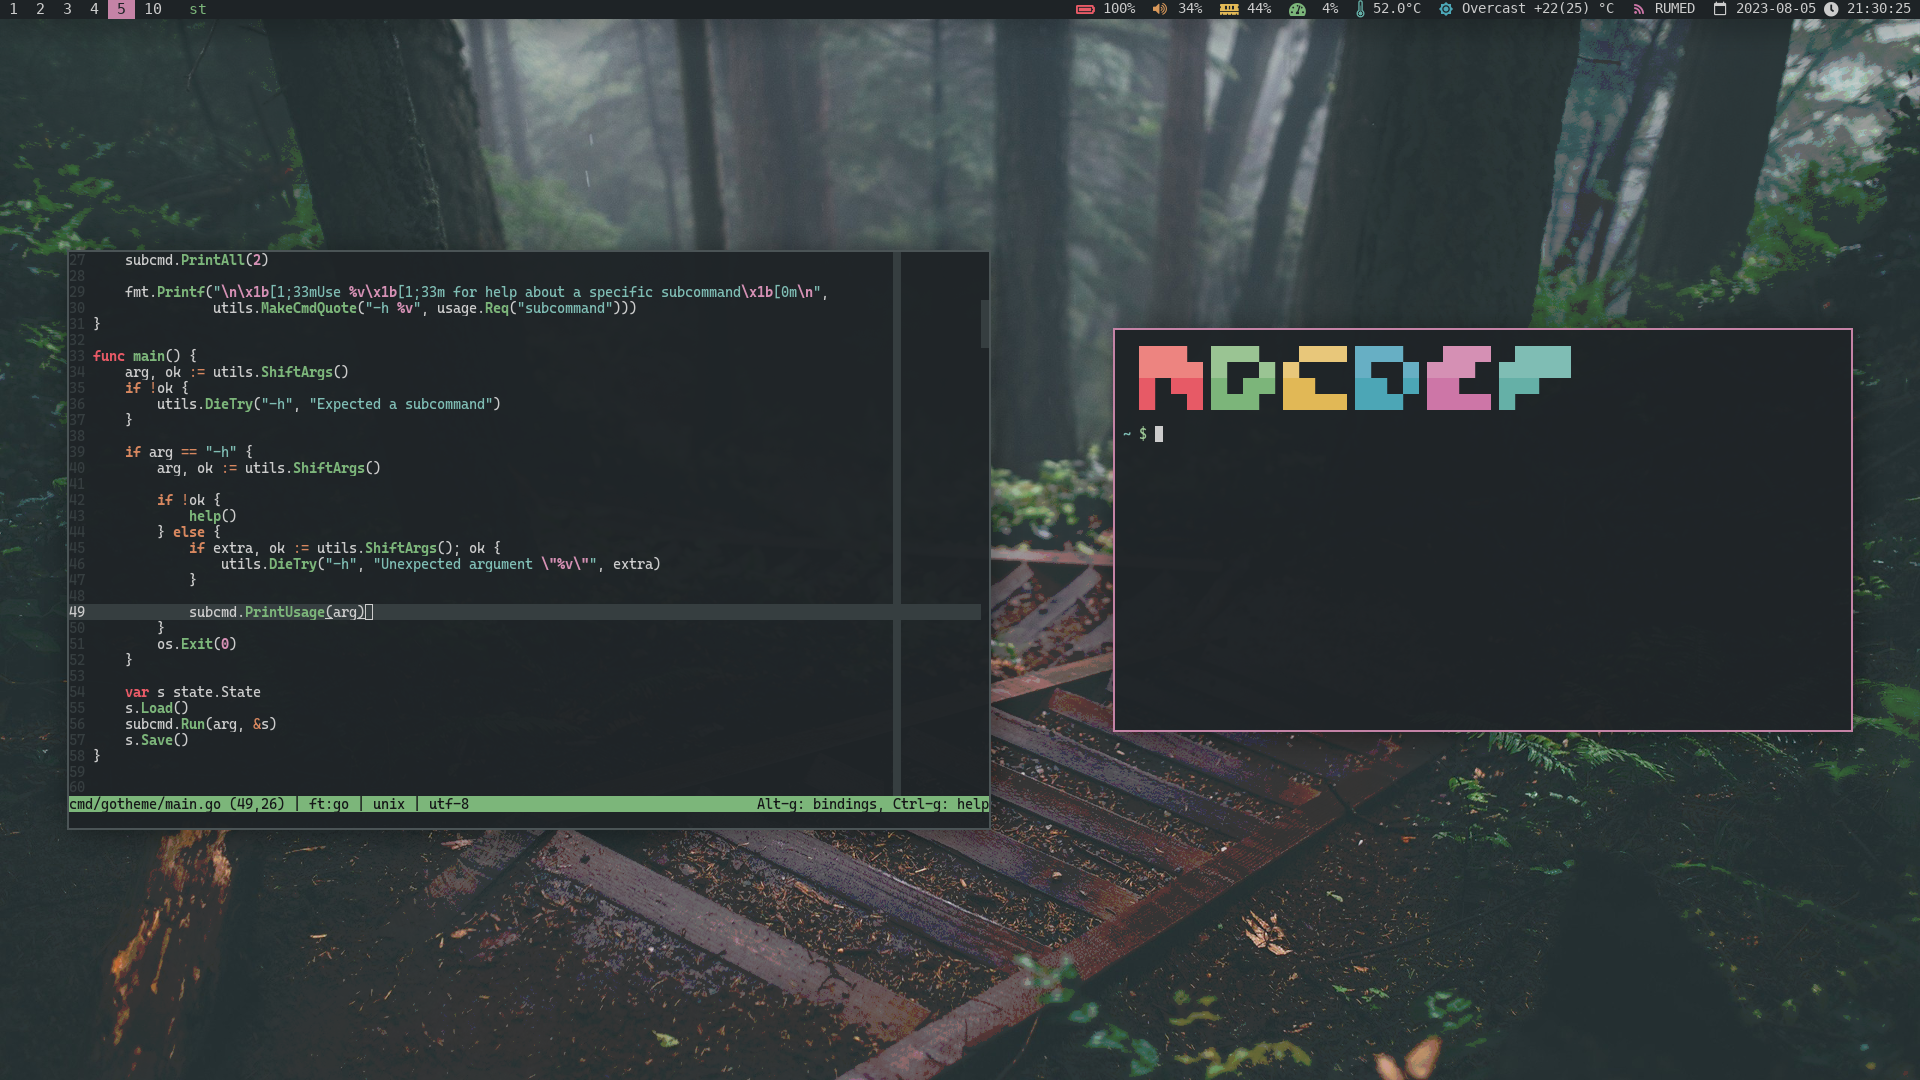 1 2 3 4 5 10 st 100% 34% 44% 4% 52.0°C Overcast +22(25) °C RUMED 2023-08-05 21:30:25
27 subcmd.PrintAll(2)
28
29 fmt.Printf("\n\x1b[1;33mUse %v\x1b[1;33m for help about a specific subcommand\x1b[0m\n",
30 utils.MakeCmdQuote("-h %v", usage.Req("subcommand")))
31 }
32
33 func main() {
34 arg, ok := utils.ShiftArgs()
35 if !ok {
36 utils.DieTry("-h", "Expected a subcommand")
37 }
38
39 if arg == "-h" {
40 arg, ok := utils.ShiftArgs()
41
42 if !ok {
43 help()
44 } else {
45 if extra, ok := utils.ShiftArgs(); ok {
46 utils.DieTry("-h", "Unexpected argument \"%v\"", extra)
47 }
48
49 subcmd.PrintUsage(arg)
50 }
51 os.Exit(0)
52 }
53
54 var s state.State
55 s.Load()
56 subcmd.Run(arg, &s)
57 s.Save()
58 }
59
60
cmd/gotheme/main.go (49,26) | ft:go | unix | utf-8 Alt-g: bindings, Ctrl-g: help
~ $